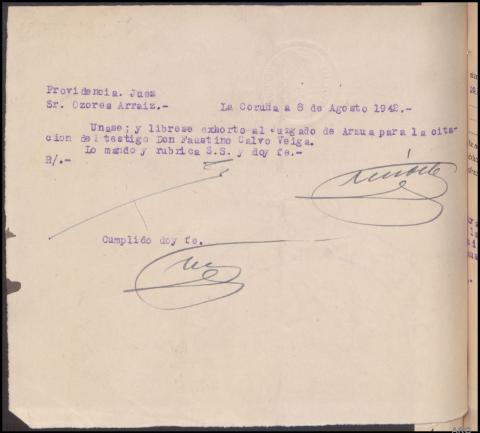 Providencia. Juez
Sr. Ozores Arraiz.- La Coruña a 8 de Agosto 1942.-
Unase; y librese exhorto al Juzgado de Arzua para la cita-
cion del testigo Don Faustino Calvo Veiga.
Lo mando y rubrica S.S. y doy fe.-
E/.-
Cumplido doy fe.